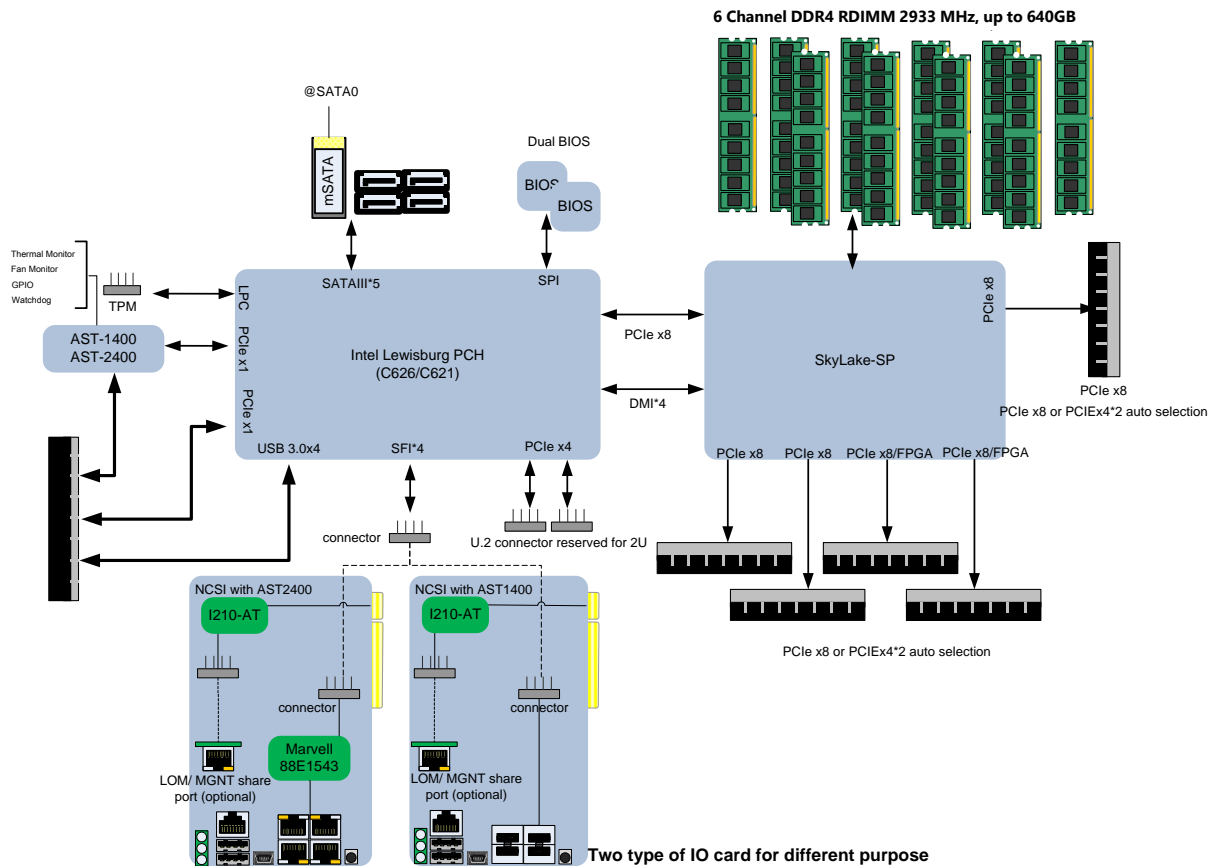 6 Channel DDR4 RDIMM 2933 MHz, up to 640GB
@SATA0
mSATA
Dual BIOS
BIOS
BIOS
Thermal Monitor
Fan Monitor
GPIO
Watchdog
TPM
AST-1400
AST-2400
LPC
PCIe x1
PCIe x1
SATAIII*5
SPI
Intel Lewisburg PCH
(C626/C621)
USB 3.0x4
SFI*4
PCIe x4
PCIe x8
DMI*4
SkyLake-SP
PCIe x8
PCIe x8
PCIe x8 or PCIEx4*2 auto selection
PCIe x8
PCIe x8
PCIe x8/FPGA
PCIe x8/FPGA
connector
U.2 connector reserved for 2U
PCIe x8 or PCIEx4*2 auto selection
NCSI with AST2400
I210-AT
connector
Marvell
88E1543
LOM/ MGNT share
port (optional)
NCSI with AST1400
I210-AT
connector
LOM/ MGNT share
port (optional)
Two type of IO card for different purpose